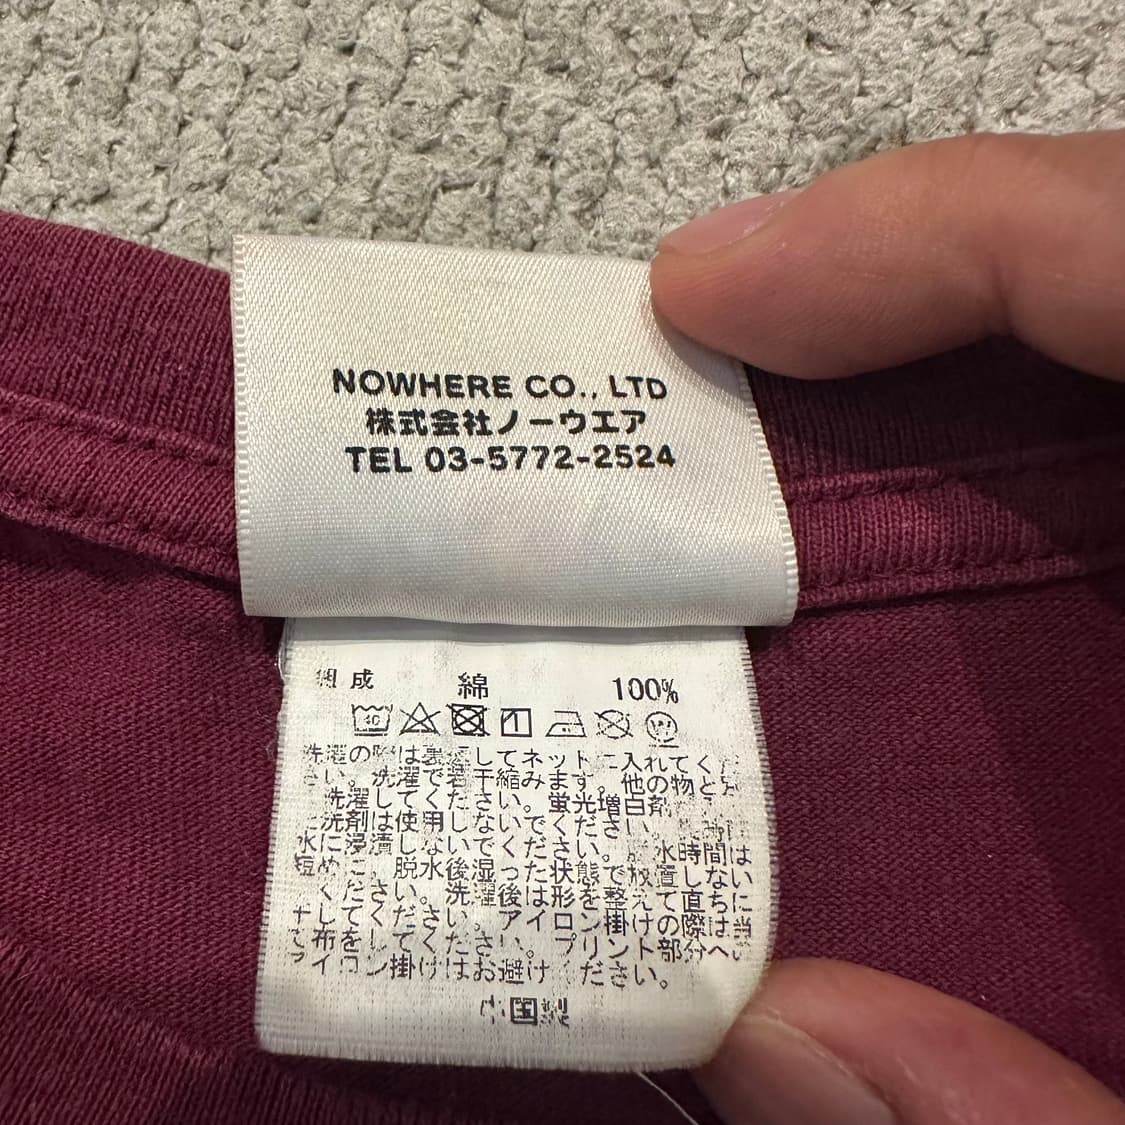 NOWHERE CO., LTD
株式会社ノーウエア
TEL 03-5772-2524
組成 綿 100%
40
洗濯の際は裏返してネットに入れてくだ
さい。洗濯で若干縮みます。他の物と
洗濯してください。蛍光増白剤
洗剤は使用しないでください。
水に浸漬しないでください。 水時間は
短めに。脱水後湿った状態で放置しない
ください。洗濯後は形を整えて直ちに
干してください。アイロン掛けの際は当
て布をしてください。プリント部分へ
アイロン掛けはお避けください。
中国製